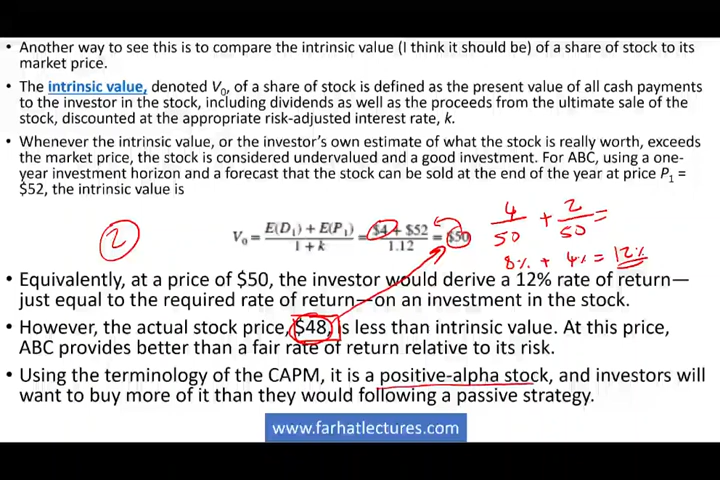 • Another way to see this is to compare the intrinsic value (I think it should be) of a share of stock to its
market price.
• The intrinsic value, denoted V₀, of a share of stock is defined as the present value of all cash payments
to the investor in the stock, including dividends as well as the proceeds from the ultimate sale of the
stock, discounted at the appropriate risk-adjusted interest rate, k.
• Whenever the intrinsic value, or the investor's own estimate of what the stock is really worth, exceeds
the market price, the stock is considered undervalued and a good investment. For ABC, using a one-
year investment horizon and a forecast that the stock can be sold at the end of the year at price P₁ =
$52, the intrinsic value is
2
V₀ = (E(D₁) + E(P₁)) / (1 + k) = ($4 + $52) / 1.12 = $50
4/50 + 2/50 =
8% + 4% = 12%
• Equivalently, at a price of $50, the investor would derive a 12% rate of return—
just equal to the required rate of return—on an investment in the stock.
• However, the actual stock price, $48, is less than intrinsic value. At this price,
ABC provides better than a fair rate of return relative to its risk.
• Using the terminology of the CAPM, it is a positive-alpha stock, and investors will
want to buy more of it than they would following a passive strategy.
www.farhatlectures.com